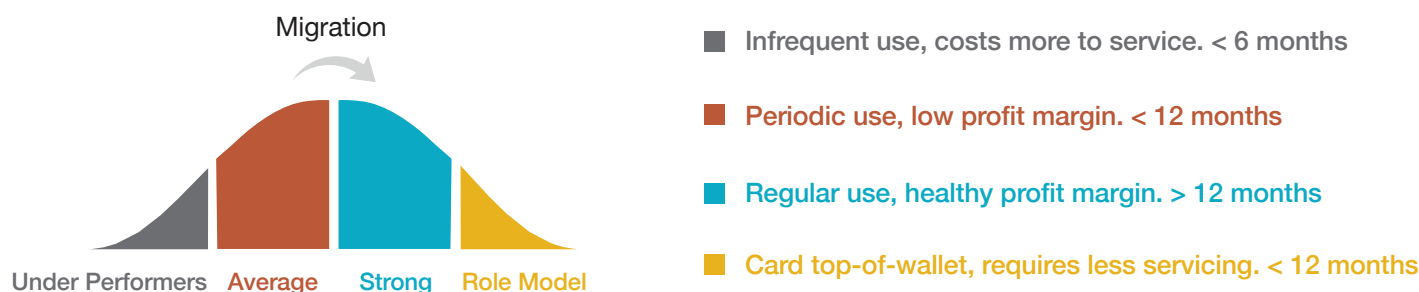 Migration
Under Performers
Average
Strong
Role Model
Infrequent use, costs more to service. < 6 months
Periodic use, low profit margin. < 12 months
Regular use, healthy profit margin. > 12 months
Card top-of-wallet, requires less servicing. < 12 months